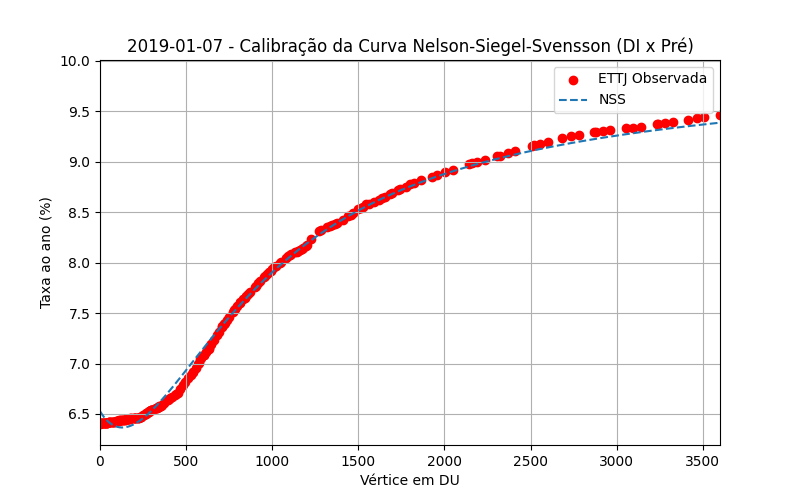 2019-01-07 - Calibração da Curva Nelson-Siegel-Svensson (DI x Pré)
10.0
ETTJ Observada
NSS
9.5
9.0
8.5
8.0
7.5
7.0
6.5
Taxa ao ano (%)
0 500 1000 1500 2000 2500 3000 3500
Vértice em DU